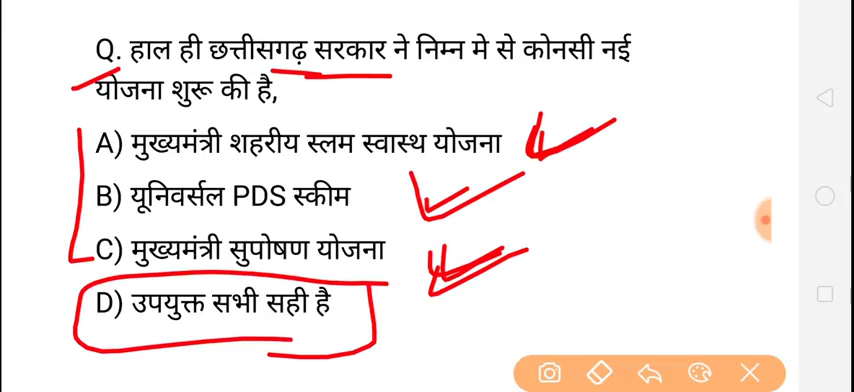 Q. हाल ही छत्तीसगढ़ सरकार ने निम्न मे से कोनसी नई
योजना शुरू की है,
A) मुख्यमंत्री शहरीय स्लम स्वास्थ योजना
B) यूनिवर्सल PDS स्कीम
C) मुख्यमंत्री सुपोषण योजना
D) उपयुक्त सभी सही है